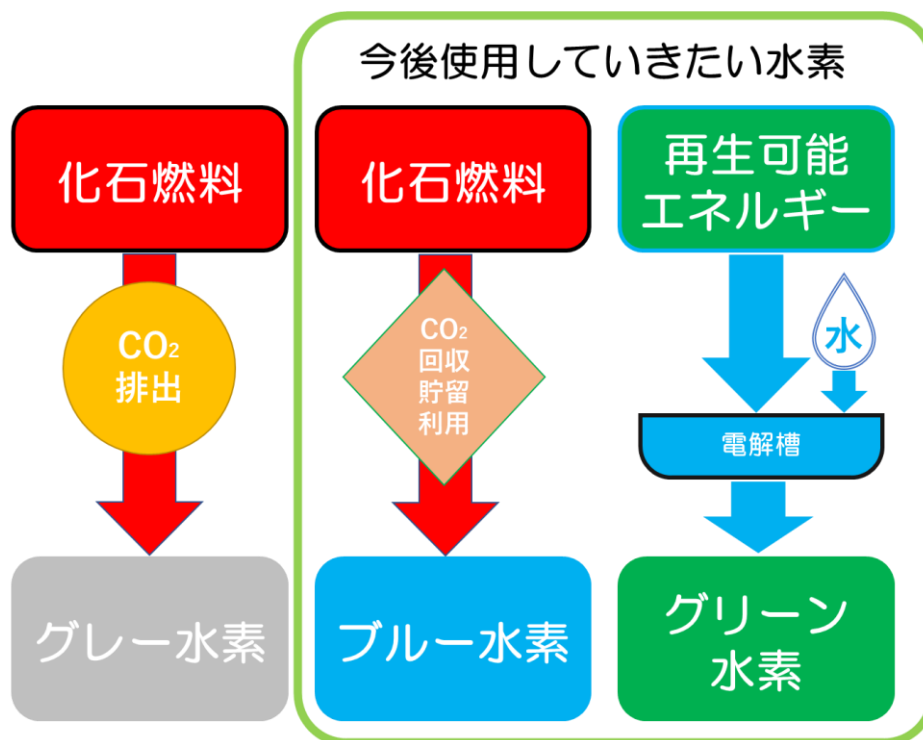 今後使用していきたい水素
化石燃料
CO₂
排出
グレー水素
化石燃料
CO₂
回収
貯留
利用
ブルー水素
再生可能
エネルギー
水
電解槽
グリーン
水素